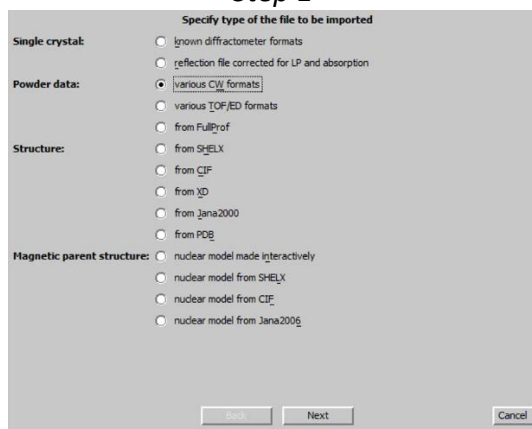 Step 1
Specify type of the file to be imported
Single crystal: known diffractometer formats
reflection file corrected for LP and absorption
Powder data: various CW formats
various TOF/ED formats
from FullProf
Structure: from SHELX
from CIF
from XD
from Jana2000
from PDB
Magnetic parent structure: nuclear model made interactively
nuclear model from SHELX
nuclear model from CIF
nuclear model from Jana2006
Back Next Cancel